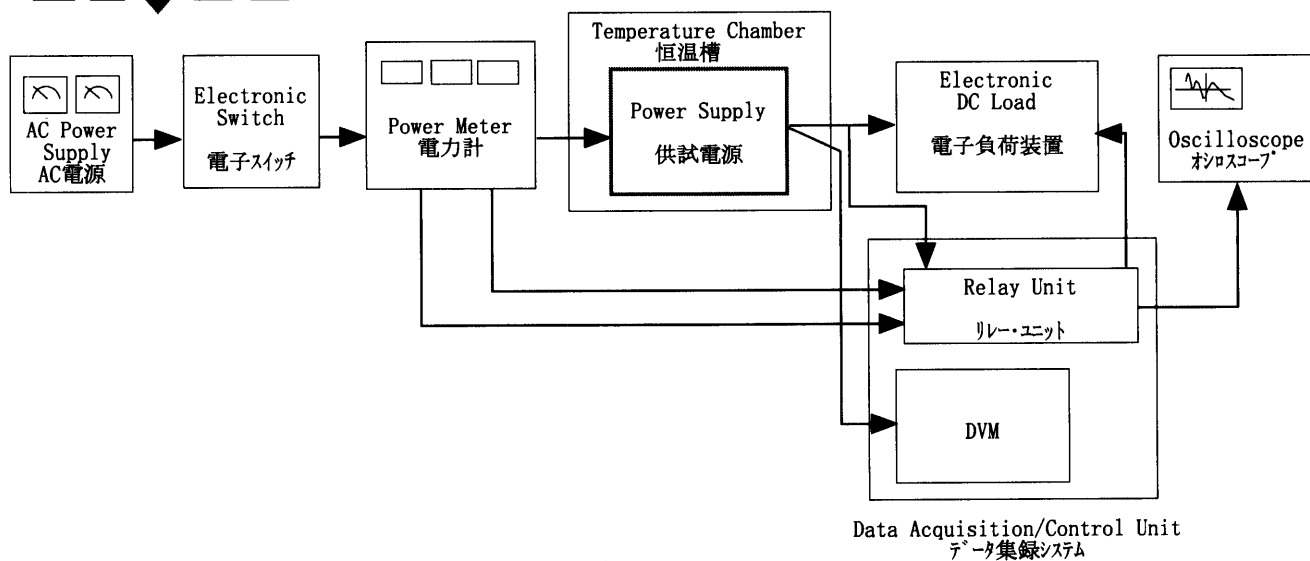 AC Power
Supply
AC電源
Electronic
Switch
電子スイッチ
Power Meter
電力計
Temperature Chamber
恒温槽
Power Supply
供試電源
Electronic
DC Load
電子負荷装置
Oscilloscope
オシロスコープ
Relay Unit
リレー・ユニット
DVM
Data Acquisition/Control Unit
データ集録システム